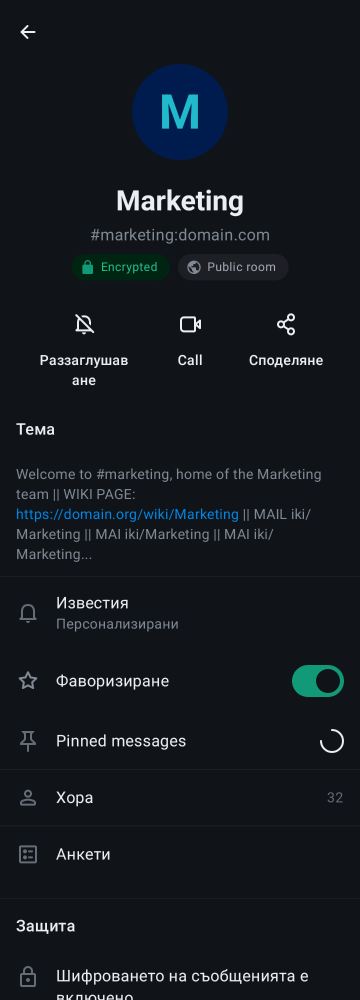 M
Marketing
#marketing:domain.com
Encrypted
Public room
Раззаглушав
ане
Call
Споделяне
Тема
Welcome to #marketing, home of the Marketing
team || WIKI PAGE:
https://domain.org/wiki/Marketing || MAIL iki/
Marketing || MAI iki/Marketing || MAI iki/
Marketing...
Известия
Персонализирани
Фаворизиране
Pinned messages
Хора
32
Анкети
Защита
Шифроването на съобщенията е
включено